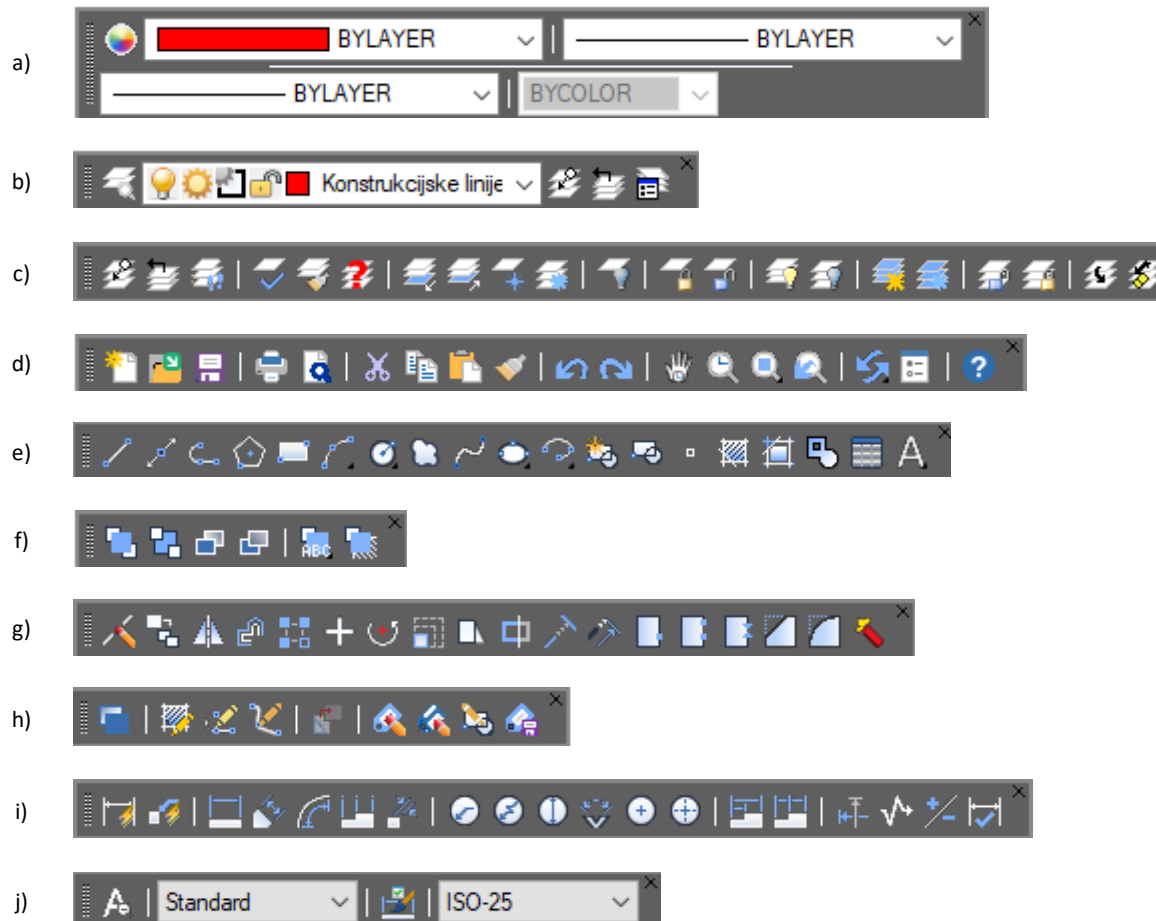 a) BYLAYER BYLAYER
BYLAYER BYCOLOR
b) Konstrukcijske linije
c) ?
d) ?
e) A
f) ABC
g)
h)
i)
j) A Standard ISO-25